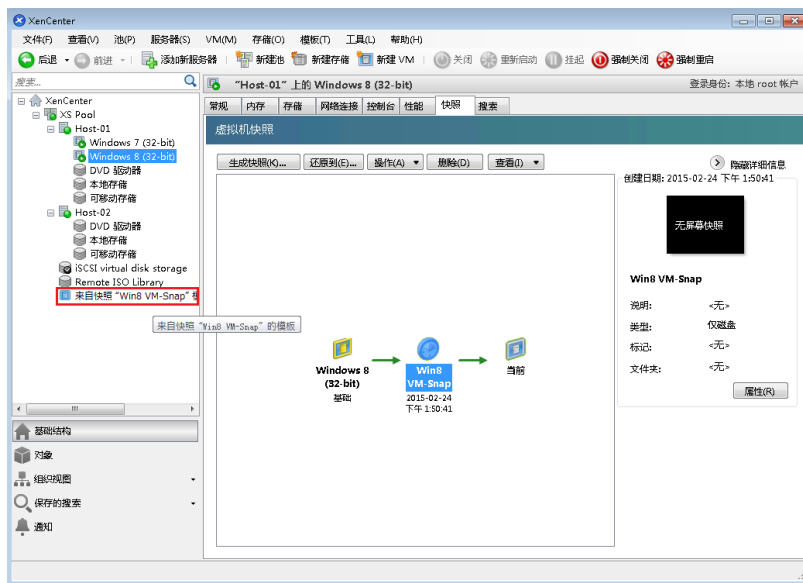 XenCenter
文件(F) 查看(V) 池(P) 服务器(S) VM(M) 存储(O) 模板(T) 工具(L) 帮助(H)
后退 前进 添加新服务器 新建池 新建存储 新建 VM 关闭 重新启动 挂起 强制关闭 强制重启
搜索...
"Host-01" 上的 Windows 8 (32-bit)
登录身份: 本地 root 帐户
XenCenter
XS Pool
Host-01
Windows 7 (32-bit)
Windows 8 (32-bit)
DVD 驱动器
本地存储
可移动存储
Host-02
DVD 驱动器
本地存储
可移动存储
iSCSI virtual disk storage
Remote ISO Library
来自快照 "Win8 VM-Snap" 模
来自快照 "Win8 VM-Snap" 的模板
基础结构
对象
组织视图
保存的搜索
通知
常规 内存 存储 网络连接 控制台 性能 快照 搜索
虚拟机快照
生成快照(K)... 还原到(E)... 操作(A) 删除(D) 查看(I)
隐藏详细信息
Windows 8
(32-bit)
基础
Win8
VM-Snap
2015-02-24
下午 1:50:41
当前
创建日期: 2015-02-24 下午 1:50:41
无屏幕快照
Win8 VM-Snap
说明: <无>
类型: 仅磁盘
标记: <无>
文件夹: <无>
属性(R)